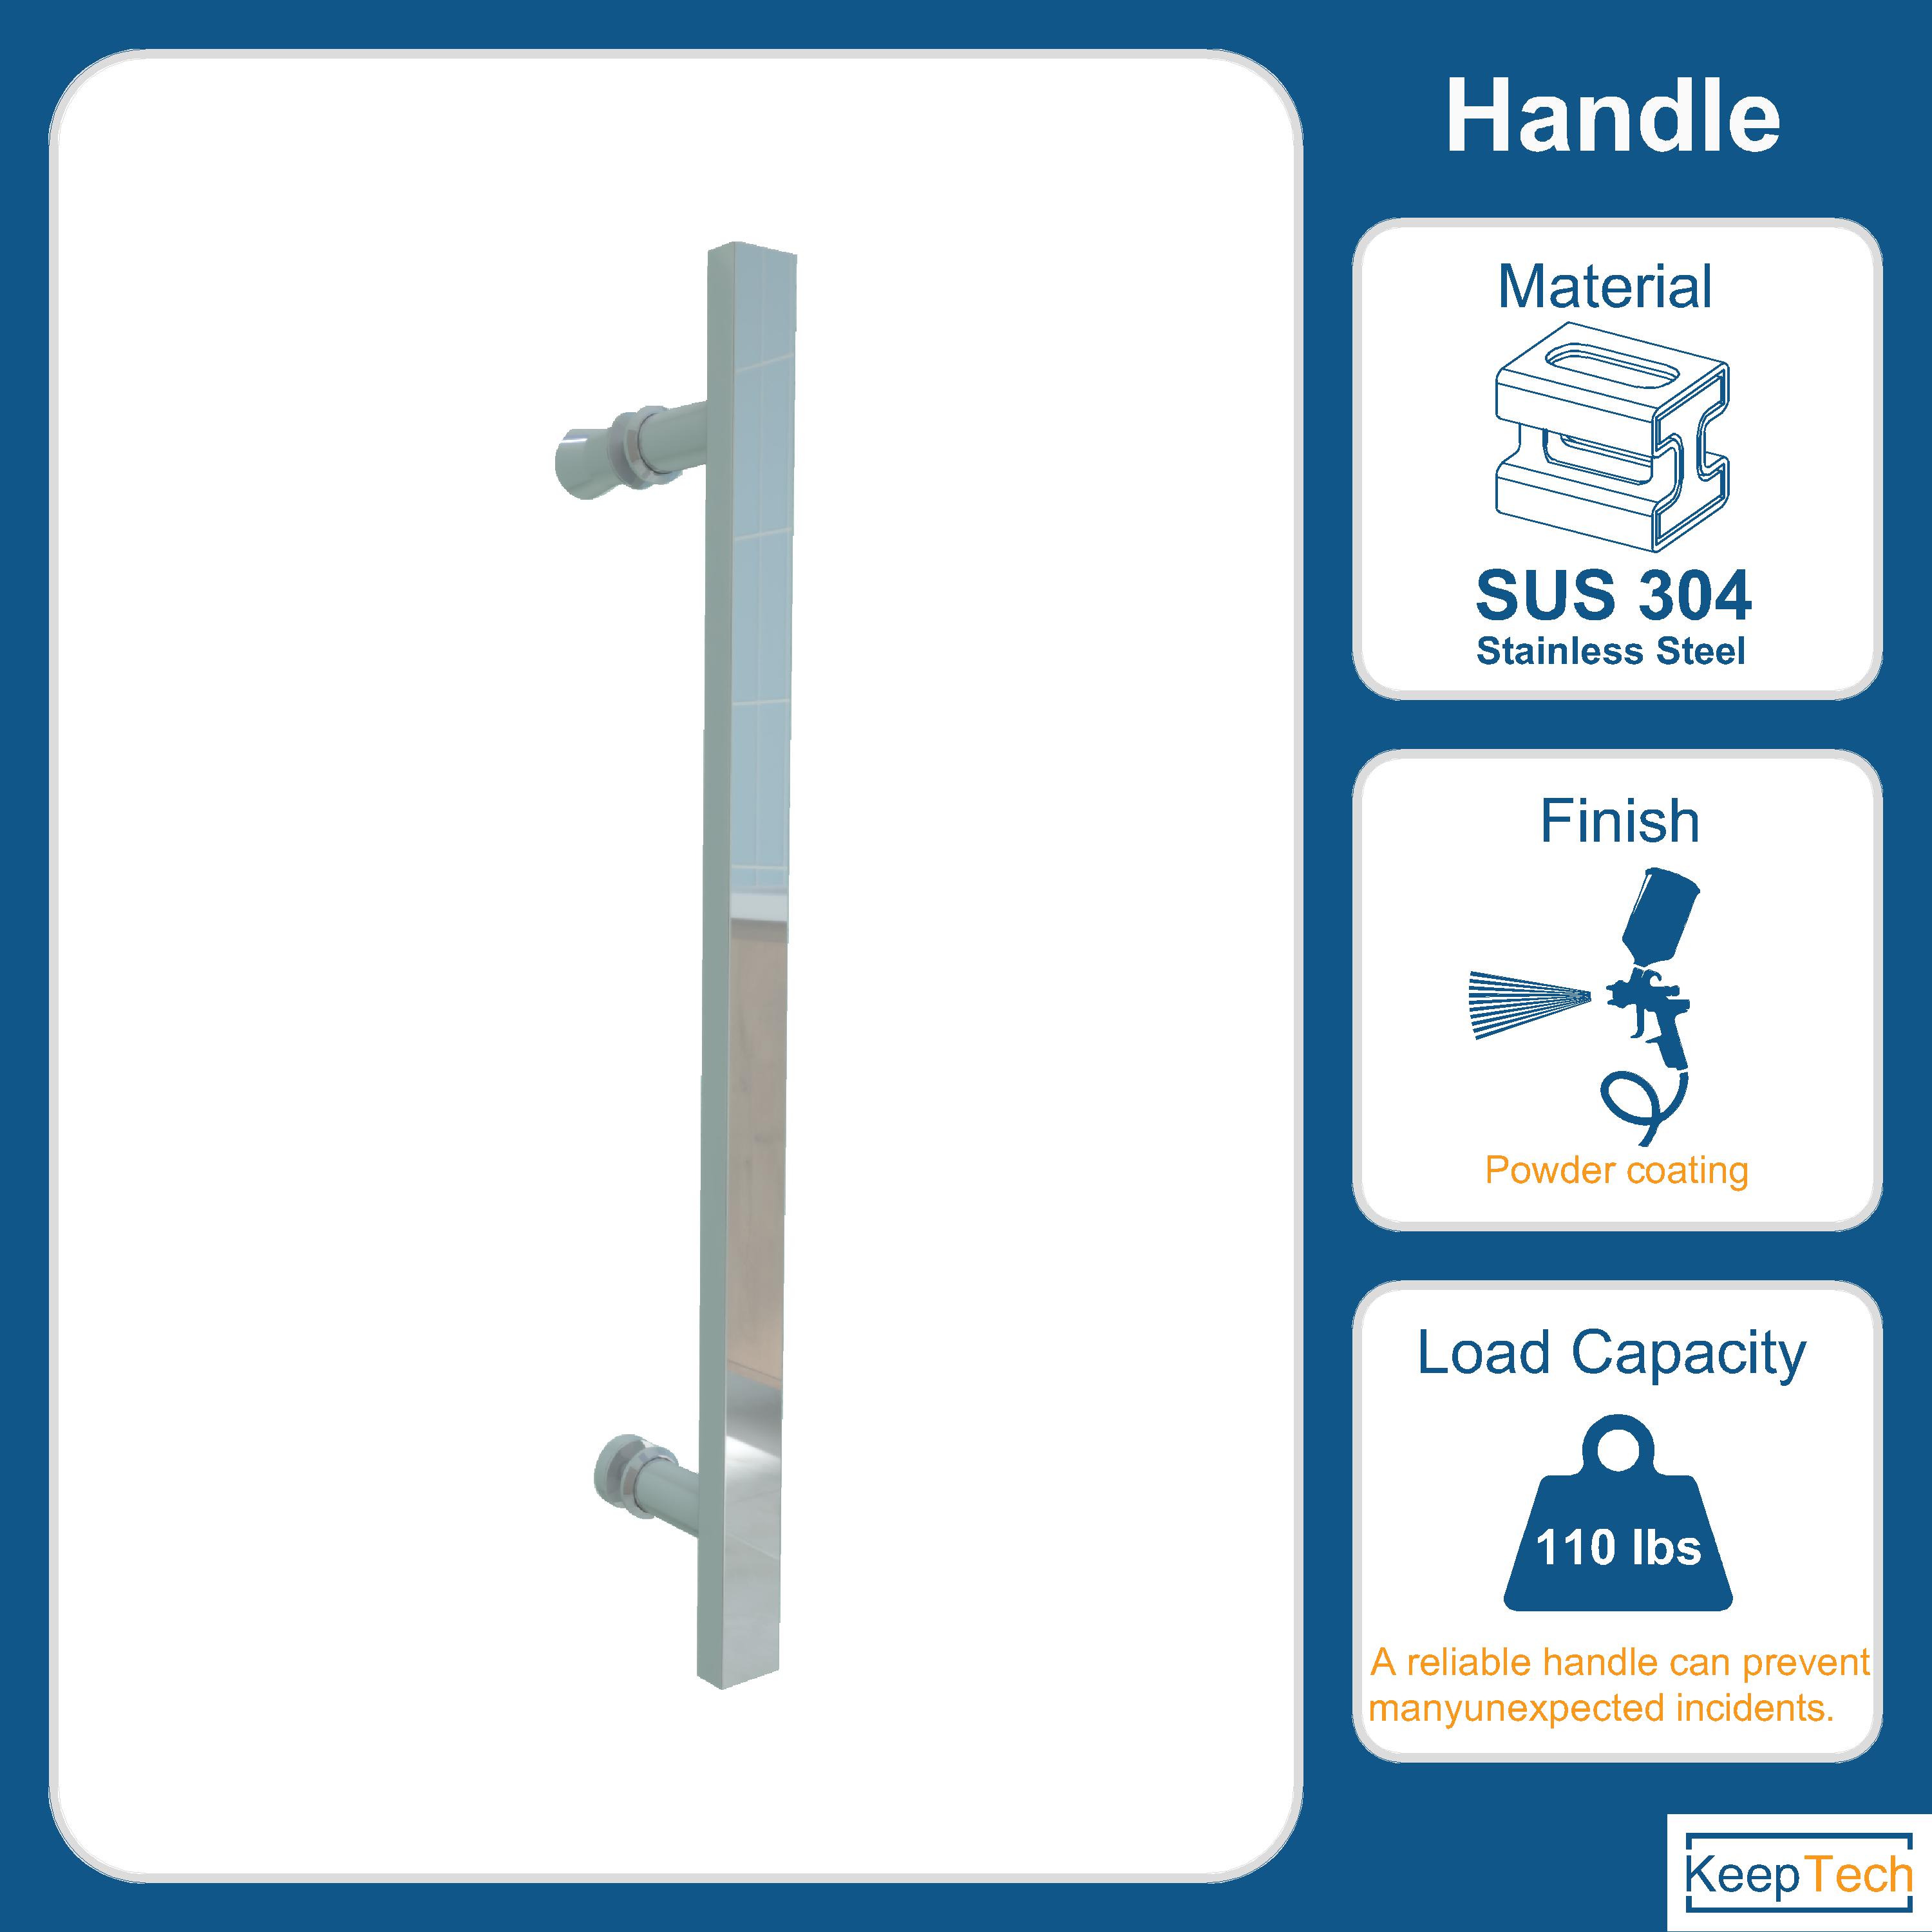 Handle
Material
SUS 304
Stainless Steel
Finish
Powder coating
Load Capacity
110 lbs
A reliable handle can prevent
manyunexpected incidents.
KeepTech